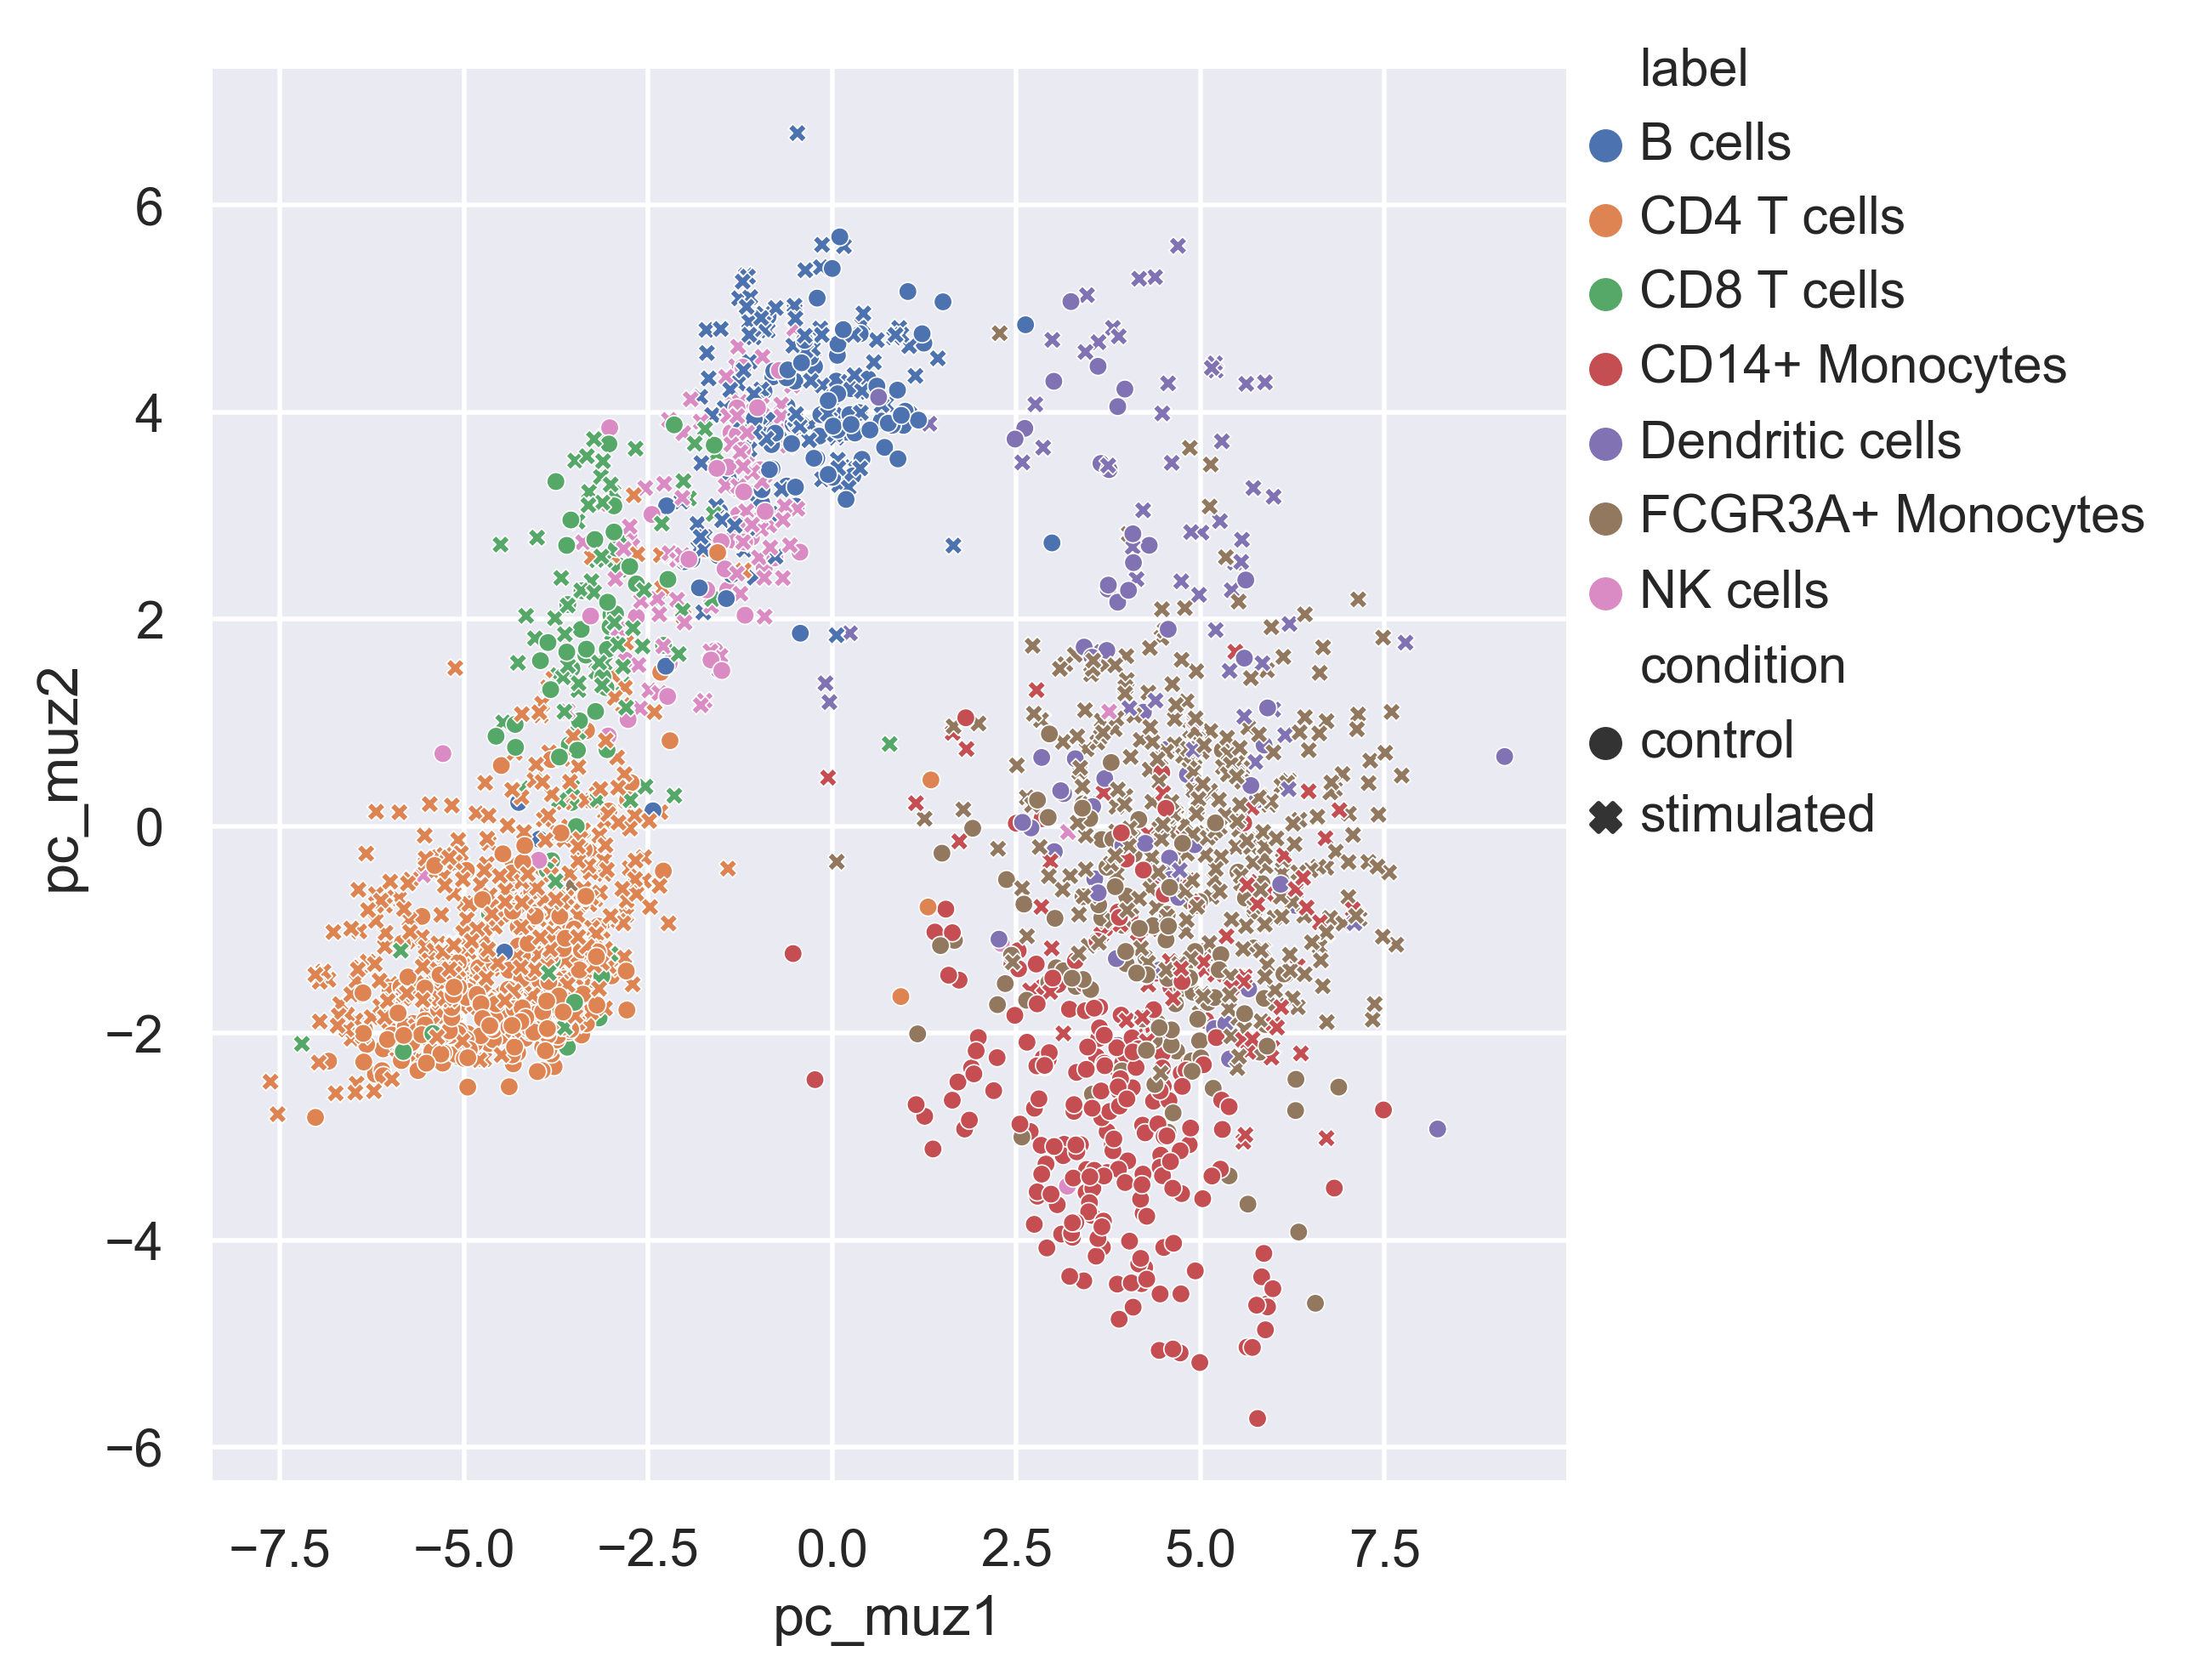 label
B cells
CD4 T cells
CD8 T cells
CD14+ Monocytes
Dendritic cells
FCGR3A+ Monocytes
NK cells
condition
control
stimulated
pc_muz2
6
4
2
0
−2
−4
−6
−7.5 −5.0 −2.5 0.0 2.5 5.0 7.5
pc_muz1